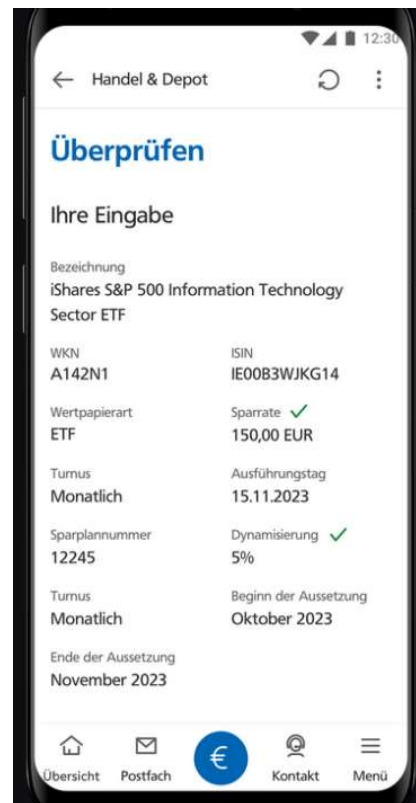 12:30
Handel & Depot
Überprüfen
Ihre Eingabe
Bezeichnung
iShares S&P 500 Information Technology
Sector ETF
WKN ISIN
A142N1 IE00B3WJKG14
Wertpapierart Sparrate
ETF 150,00 EUR
Turnus Ausführungstag
Monatlich 15.11.2023
Sparplannummer Dynamisierung
12245 5%
Turnus Beginn der Aussetzung
Monatlich Oktober 2023
Ende der Aussetzung
November 2023
€
Übersicht Postfach Kontakt Menü